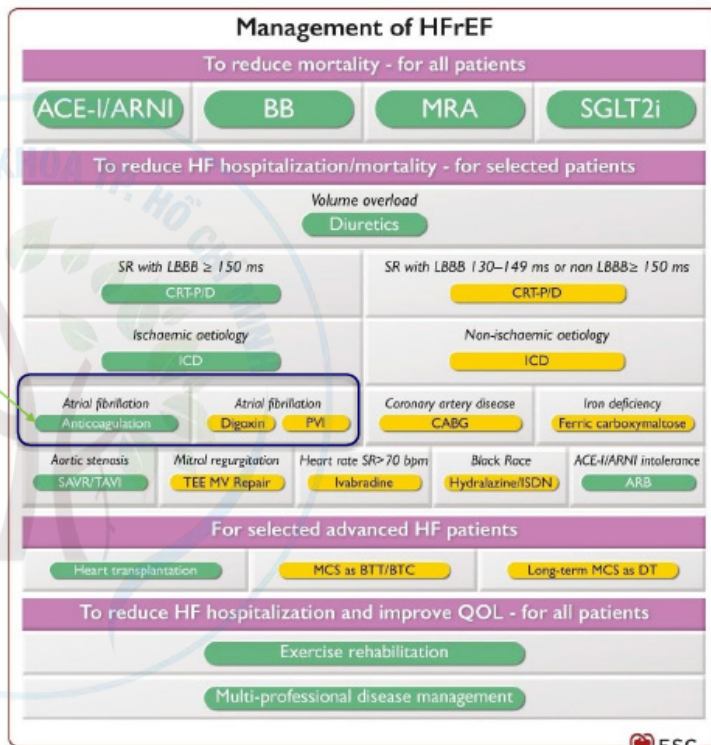 Management of HFrEF
To reduce mortality - for all patients
ACE-I/ARNI BB MRA SGLT2i
To reduce HF hospitalization/mortality - for selected patients
Volume overload
Diuretics
SR with LBBB ≥ 150 ms
CRT-P/D
SR with LBBB 130–149 ms or non LBBB≥ 150 ms
CRT-P/D
Ischaemic aetiology
ICD
Non-ischaemic aetiology
ICD
Atrial fibrillation
Anticoagulation
Atrial fibrillation
Digoxin PVI
Coronary artery disease
CABG
Iron deficiency
Ferric carboxymaltose
Aortic stenosis
SAVR/TAVI
Mitral regurgitation
TEE MV Repair
Heart rate SR>70 bpm
Ivabradine
Black Race
Hydralazine/ISDN
ACE-I/ARNI intolerance
ARB
For selected advanced HF patients
Heart transplantation
MCS as BTT/BTC
Long-term MCS as DT
To reduce HF hospitalization and improve QOL - for all patients
Exercise rehabilitation
Multi-professional disease management
ESC
KHOA TP. HỒ CHÍ MINH